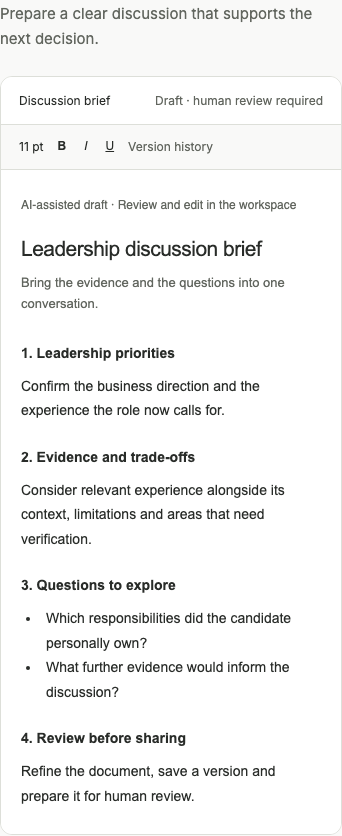 Prepare a clear discussion that supports the
next decision.
Discussion brief
Draft · human review required
11 pt B I U Version history
AI-assisted draft · Review and edit in the workspace
Leadership discussion brief
Bring the evidence and the questions into one
conversation.
1. Leadership priorities
Confirm the business direction and the
experience the role now calls for.
2. Evidence and trade-offs
Consider relevant experience alongside its
context, limitations and areas that need
verification.
3. Questions to explore
• Which responsibilities did the candidate
personally own?
• What further evidence would inform the
discussion?
4. Review before sharing
Refine the document, save a version and
prepare it for human review.